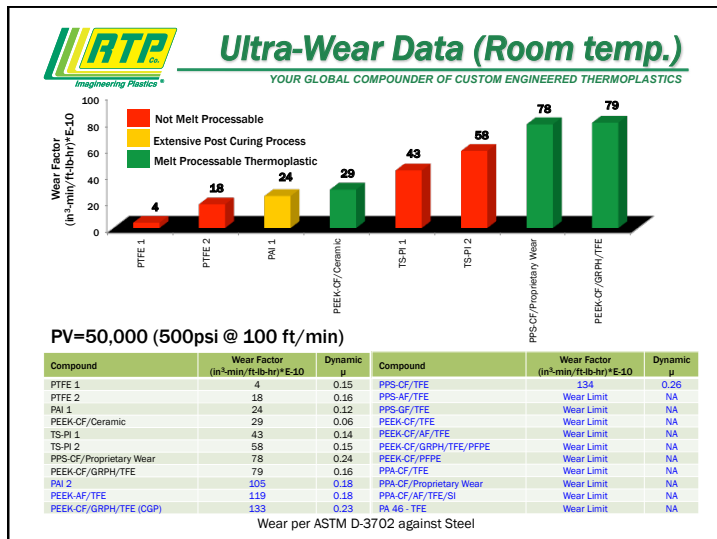 RTP
Co.
Imagineering Plastics®
Ultra-Wear Data (Room temp.)
YOUR GLOBAL COMPOUNDER OF CUSTOM ENGINEERED THERMOPLASTICS
Wear Factor
(in³-min/ft-lb-hr)*E-10
100
80
60
40
20
0
Not Melt Processable
Extensive Post Curing Process
Melt Processable Thermoplastic
4
18
24
29
43
58
78
79
PTFE 1
PTFE 2
PAI 1
PEEK-CF/Ceramic
TS-PI 1
TS-PI 2
PPS-CF/Proprietary Wear
PEEK-CF/GRPH/TFE
PV=50,000 (500psi @ 100 ft/min)
Compound Wear Factor (in³-min/ft-lb-hr)*E-10 Dynamic µ Compound Wear Factor (in³-min/ft-lb-hr)*E-10 Dynamic µ
PTFE 1 4 0.15 PPS-CF/TFE 134 0.26
PTFE 2 18 0.16 PPS-AF/TFE Wear Limit NA
PAI 1 24 0.12 PPS-GF/TFE Wear Limit NA
PEEK-CF/Ceramic 29 0.06 PEEK-CF/TFE Wear Limit NA
TS-PI 1 43 0.14 PEEK-CF/AF/TFE Wear Limit NA
TS-PI 2 58 0.15 PEEK-CF/GRPH/TFE/PFPE Wear Limit NA
PPS-CF/Proprietary Wear 78 0.24 PEEK-CF/PFPE Wear Limit NA
PEEK-CF/GRPH/TFE 79 0.16 PPA-CF/TFE Wear Limit NA
PAI 2 105 0.18 PPA-CF/Proprietary Wear Wear Limit NA
PEEK-AF/TFE 119 0.18 PPA-CF/AF/TFE/SI Wear Limit NA
PEEK-CF/GRPH/TFE (CGP) 133 0.23 PA 46 - TFE Wear Limit NA
Wear per ASTM D-3702 against Steel